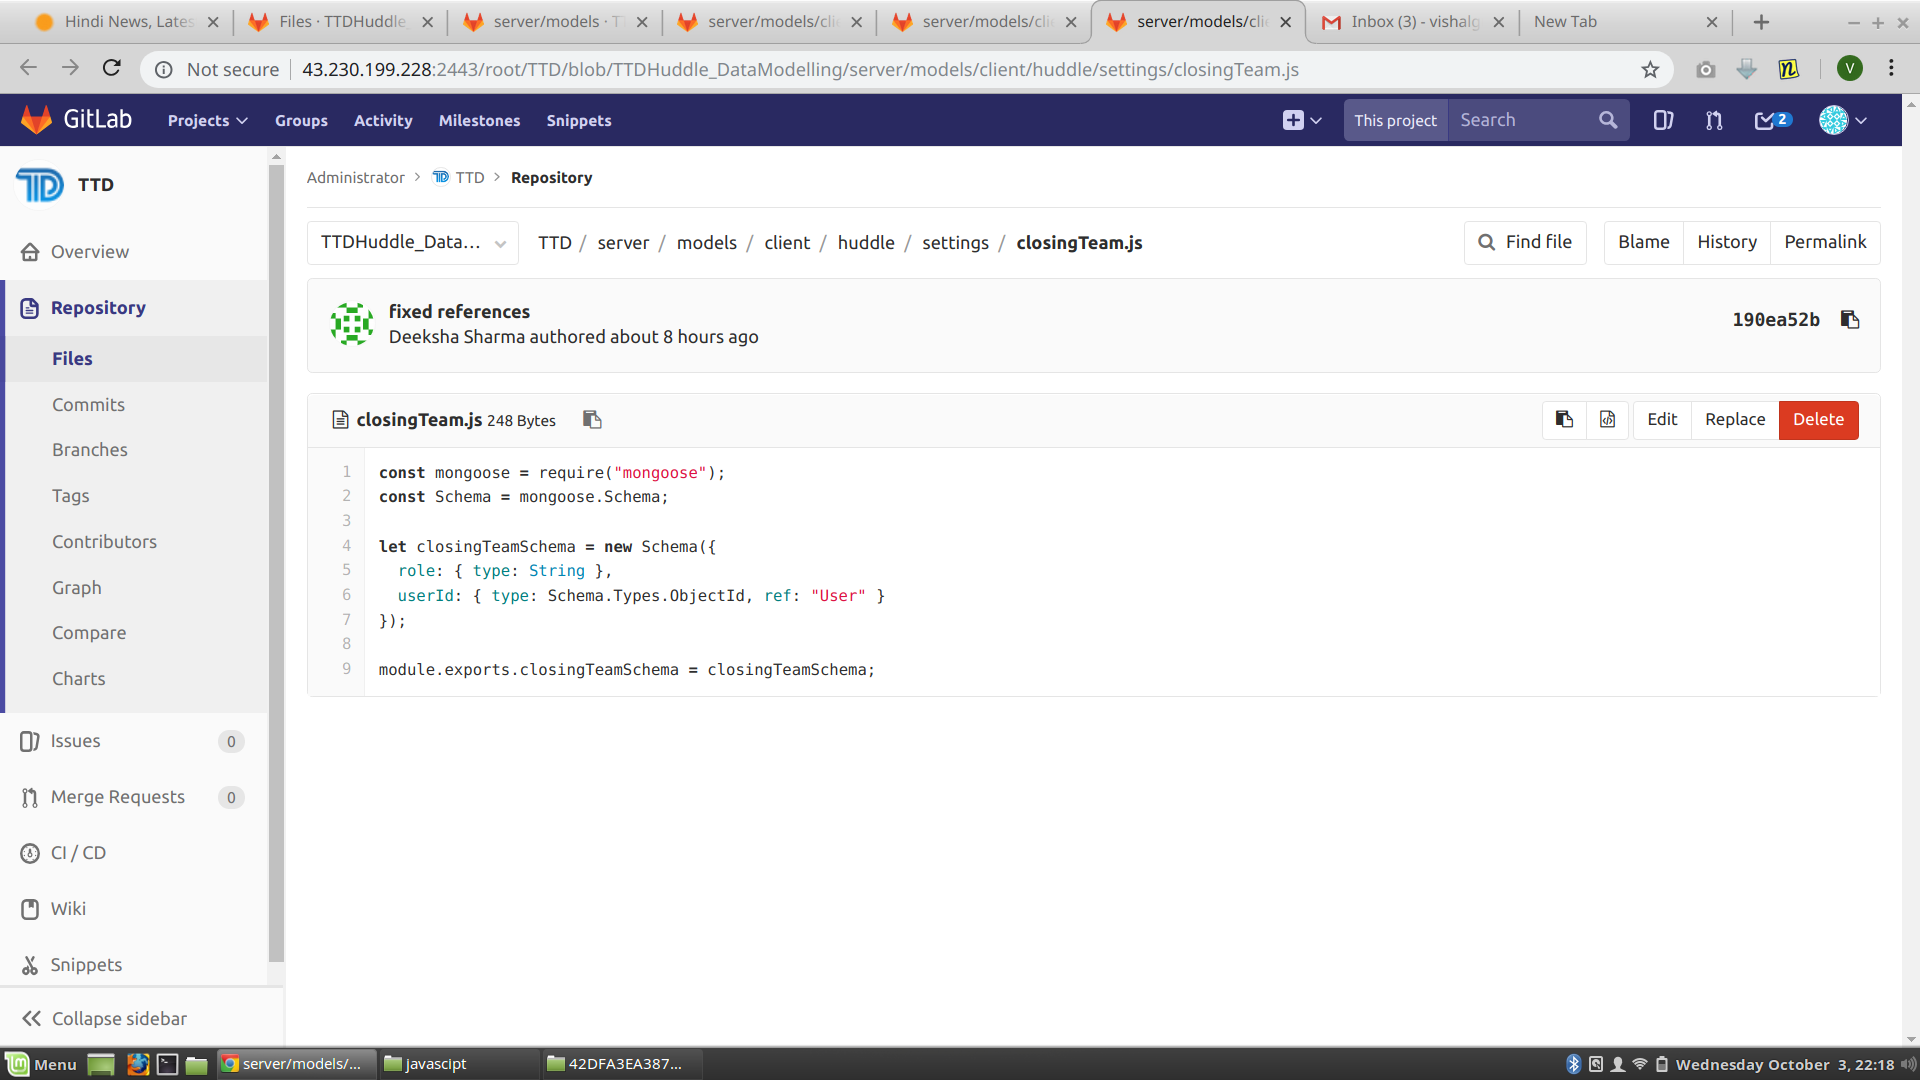 Hindi News, Lates
Files · TTDHuddle_
server/models · T
server/models/cli
server/models/cli
server/models/cli
Inbox (3) - vishalg
New Tab
Not secure
43.230.199.228:2443/root/TTD/blob/TTDHuddle_DataModelling/server/models/client/huddle/settings/closingTeam.js
V
GitLab
Projects
Groups
Activity
Milestones
Snippets
This project
Search
2
TTD
Overview
Repository
Files
Commits
Branches
Tags
Contributors
Graph
Compare
Charts
Issues 0
Merge Requests 0
CI / CD
Wiki
Snippets
Collapse sidebar
Administrator > TTD > Repository
TTDHuddle_Data...
TTD / server / models / client / huddle / settings / closingTeam.js
Find file
Blame
History
Permalink
fixed references
Deeksha Sharma authored about 8 hours ago
190ea52b
closingTeam.js 248 Bytes
Edit
Replace
Delete
1 const mongoose = require("mongoose");
2 const Schema = mongoose.Schema;
3
4 let closingTeamSchema = new Schema({
5 role: { type: String },
6 userId: { type: Schema.Types.ObjectId, ref: "User" }
7 });
8
9 module.exports.closingTeamSchema = closingTeamSchema;
Menu
server/models/...
javascipt
42DFA3EA387...
Wednesday October 3, 22:18